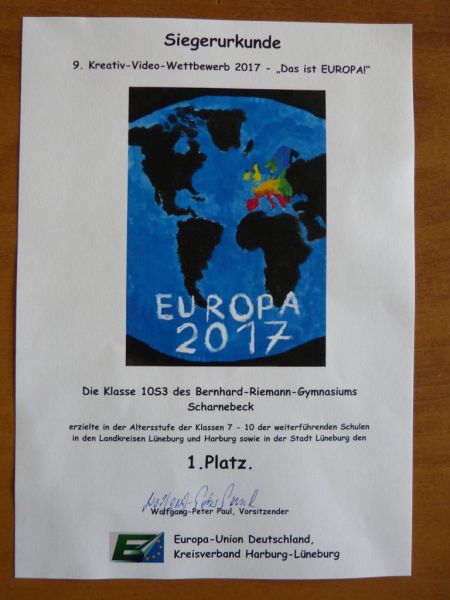 Siegerurkunde
9. Kreativ-Video-Wettbewerb 2017 - „Das ist EUROPA!"
EUROPA
2017
Die Klasse 10S3 des Bernhard-Riemann-Gymnasiums
Scharnebeck
erzielte in der Altersstufe der Klassen 7 - 10 der weiterführenden Schulen
in den Landkreisen Lüneburg und Harburg sowie in der Stadt Lüneburg den
1.Platz.
Wolfgang-Peter Paul, Vorsitzender
Europa-Union Deutschland,
Kreisverband Harburg-Lüneburg